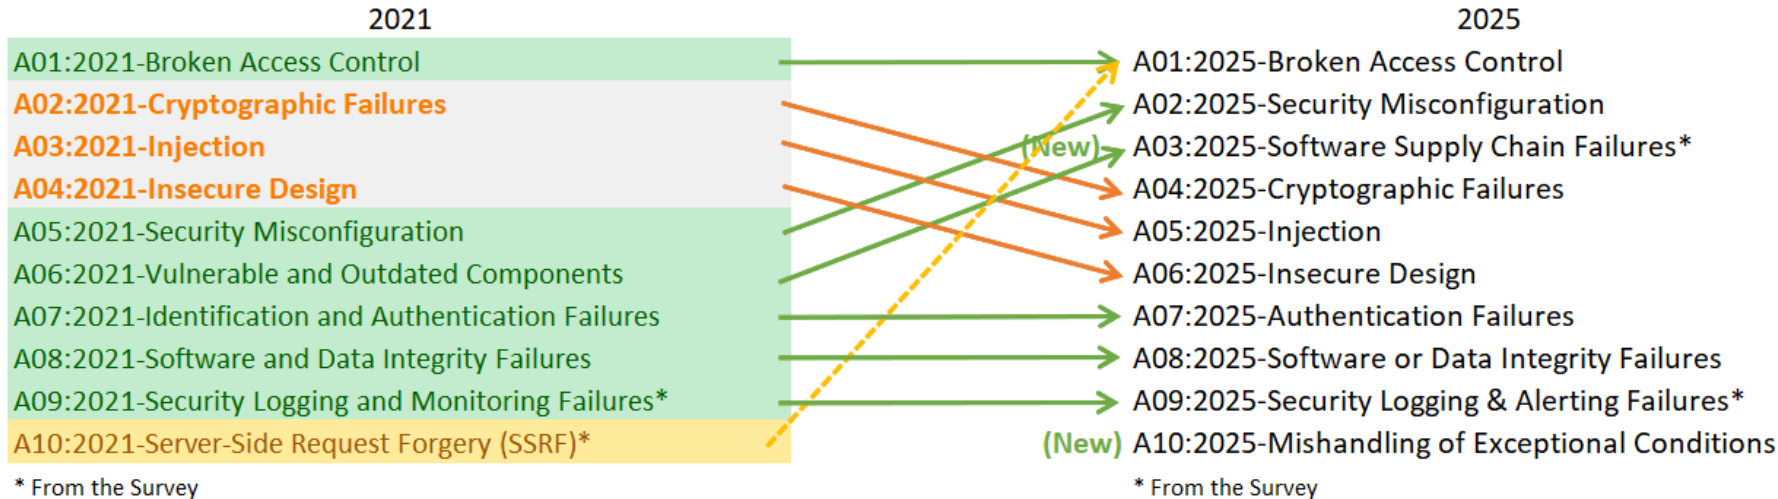 2021
A01:2021-Broken Access Control
A02:2021-Cryptographic Failures
A03:2021-Injection
A04:2021-Insecure Design
A05:2021-Security Misconfiguration
A06:2021-Vulnerable and Outdated Components
A07:2021-Identification and Authentication Failures
A08:2021-Software and Data Integrity Failures
A09:2021-Security Logging and Monitoring Failures*
A10:2021-Server-Side Request Forgery (SSRF)*
* From the Survey
2025
A01:2025-Broken Access Control
A02:2025-Security Misconfiguration
(New) A03:2025-Software Supply Chain Failures*
A04:2025-Cryptographic Failures
A05:2025-Injection
A06:2025-Insecure Design
A07:2025-Authentication Failures
A08:2025-Software or Data Integrity Failures
A09:2025-Security Logging & Alerting Failures*
(New) A10:2025-Mishandling of Exceptional Conditions
* From the Survey